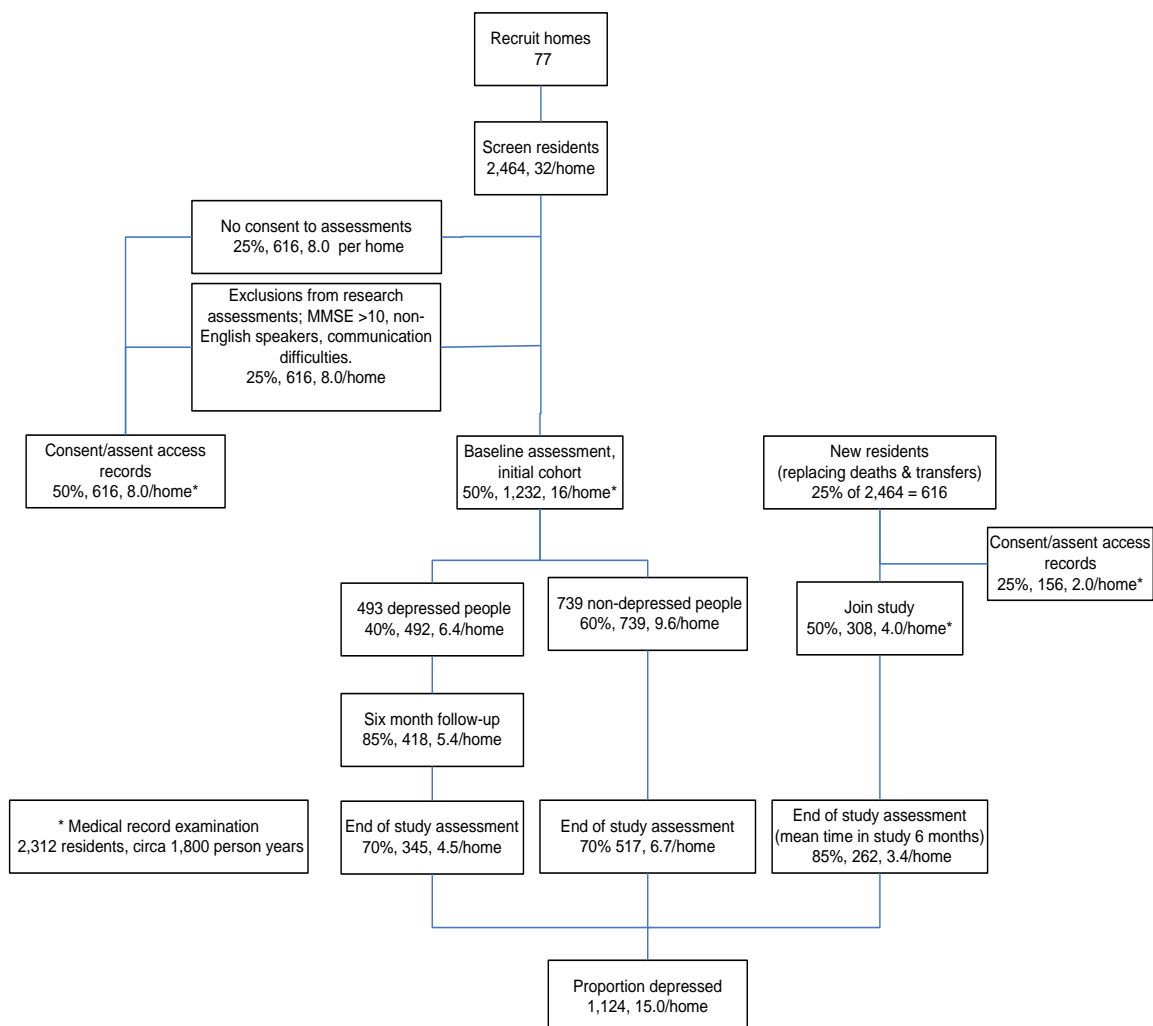 Recruit homes
77
Screen residents
2,464, 32/home
No consent to assessments
25%, 616, 8.0  per home
Exclusions from research
assessments; MMSE >10, non-
English speakers, communication
difficulties.
25%, 616, 8.0/home
Consent/assent access
records
50%, 616, 8.0/home*
Baseline assessment,
initial cohort
50%, 1,232, 16/home*
New residents
(replacing deaths & transfers)
25% of 2,464 = 616
Consent/assent access
records
25%, 156, 2.0/home*
493 depressed people
40%, 492, 6.4/home
739 non-depressed people
60%, 739, 9.6/home
Join study
50%, 308, 4.0/home*
Six month follow-up
85%, 418, 5.4/home
* Medical record examination
2,312 residents, circa 1,800 person years
End of study assessment
70%, 345, 4.5/home
End of study assessment
70% 517, 6.7/home
End of study assessment
(mean time in study 6 months)
85%, 262, 3.4/home
Proportion depressed
1,124, 15.0/home